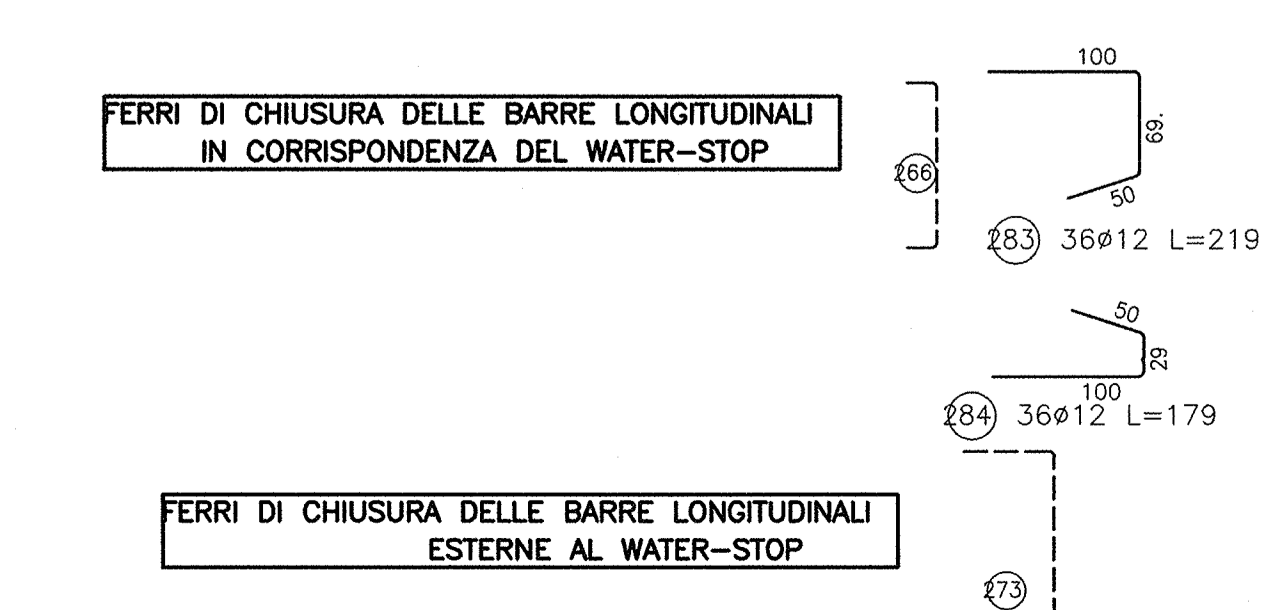 100
FERRI DI CHIUSURA DELLE BARRE LONGITUDINALI
IN CORRISPONDENZA DEL WATER-STOP
69.
266
50
283 36ø12 L=219
50
29
100
284 36ø12 L=179
FERRI DI CHIUSURA DELLE BARRE LONGITUDINALI
ESTERNE AL WATER-STOP
273